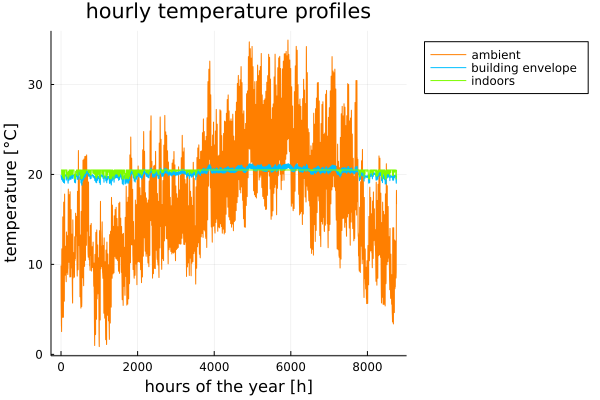 hourly temperature profiles
ambient
building envelope
indoors
temperature [°C]
30
20
10
0
0 2000 4000 6000 8000
hours of the year [h]